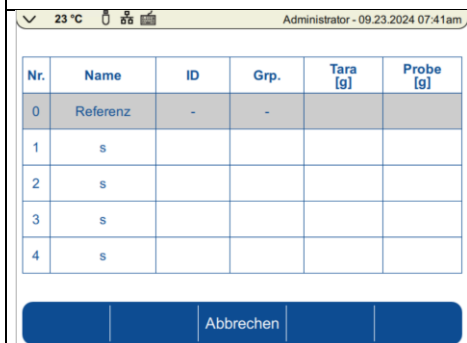 23 °C Administrator - 09.23.2024 07:41am
Nr. Name ID Grp. Tara [g] Probe [g]
0 Referenz - -
1 s
2 s
3 s
4 s
Abbrechen